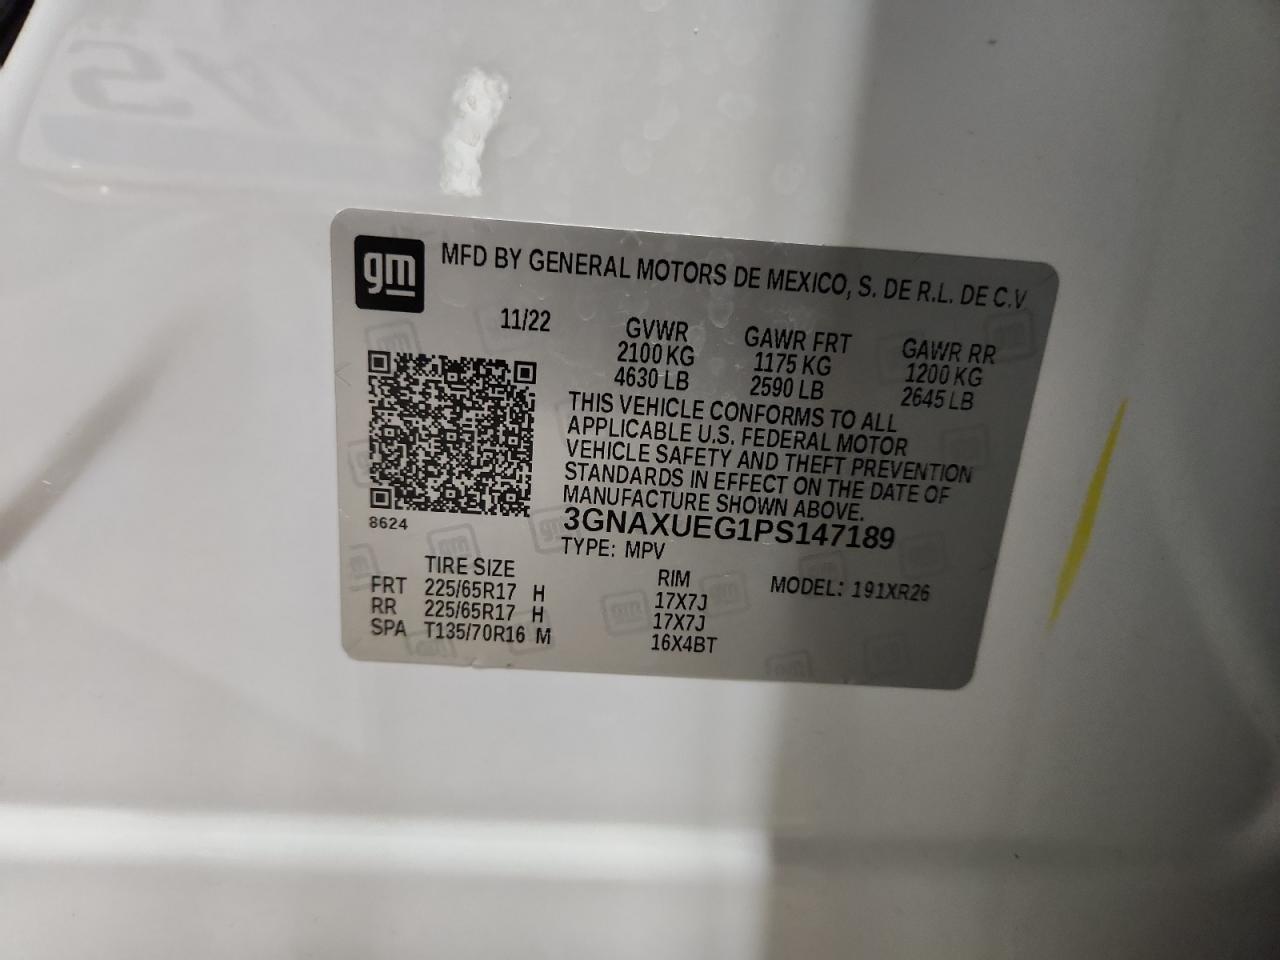 gm
MFD BY GENERAL MOTORS DE MEXICO, S. DE R.L. DE C.V
11/22
GVWR
2100 KG
4630 LB
GAWR FRT
1175 KG
2590 LB
GAWR RR
1200 KG
2645 LB
THIS VEHICLE CONFORMS TO ALL
APPLICABLE U.S. FEDERAL MOTOR
VEHICLE SAFETY AND THEFT PREVENTION
STANDARDS IN EFFECT ON THE DATE OF
MANUFACTURE SHOWN ABOVE.
3GNAXUEG1PS147189
TYPE: MPV
8624
TIRE SIZE RIM MODEL: 191XR26
FRT 225/65R17 H 17X7J
RR 225/65R17 H 17X7J
SPA T135/70R16 M 16X4BT